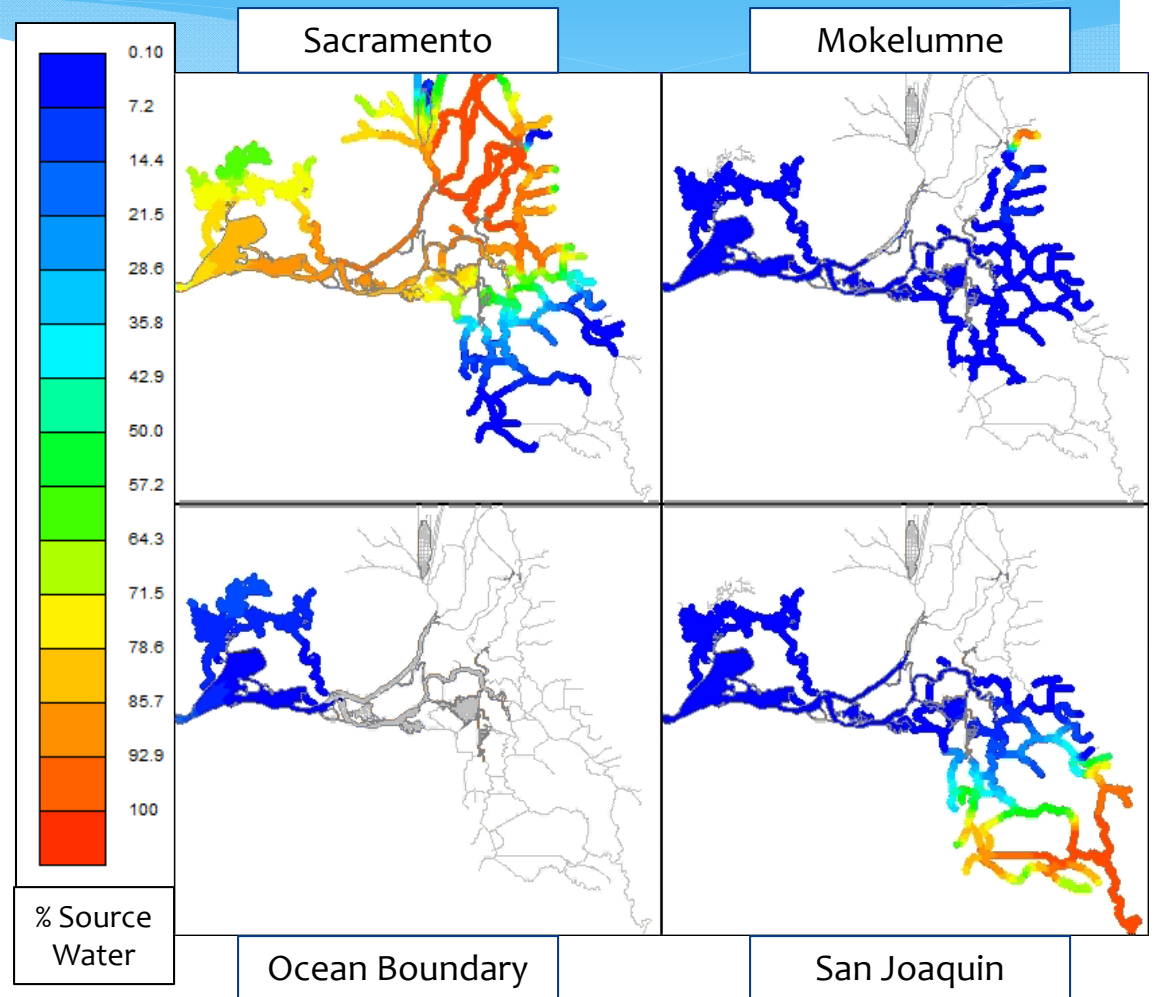 Sacramento
Mokelumne
0.10
7.2
14.4
21.5
28.6
35.8
42.9
50.0
57.2
64.3
71.5
78.6
85.7
92.9
100
% Source
Water
Ocean Boundary
San Joaquin